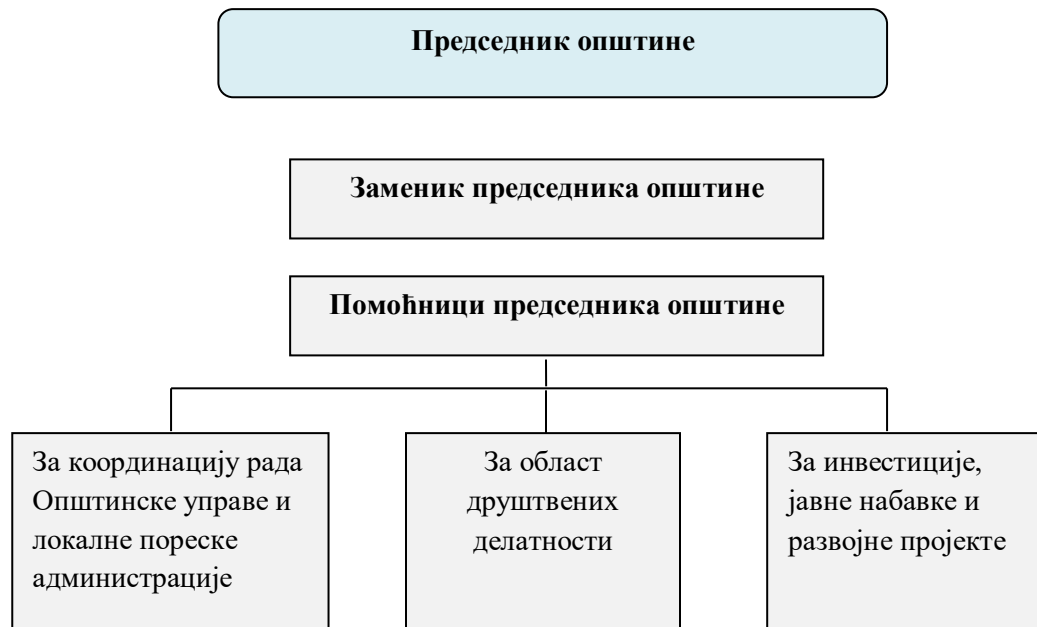 Председник општине
Заменик председника општине
Помоћници председника општине
За координацију рада
Општинске управе и
локалне пореске
администрације
За област
друштвених
делатности
За инвестиције,
јавне набавке и
развојне пројекте